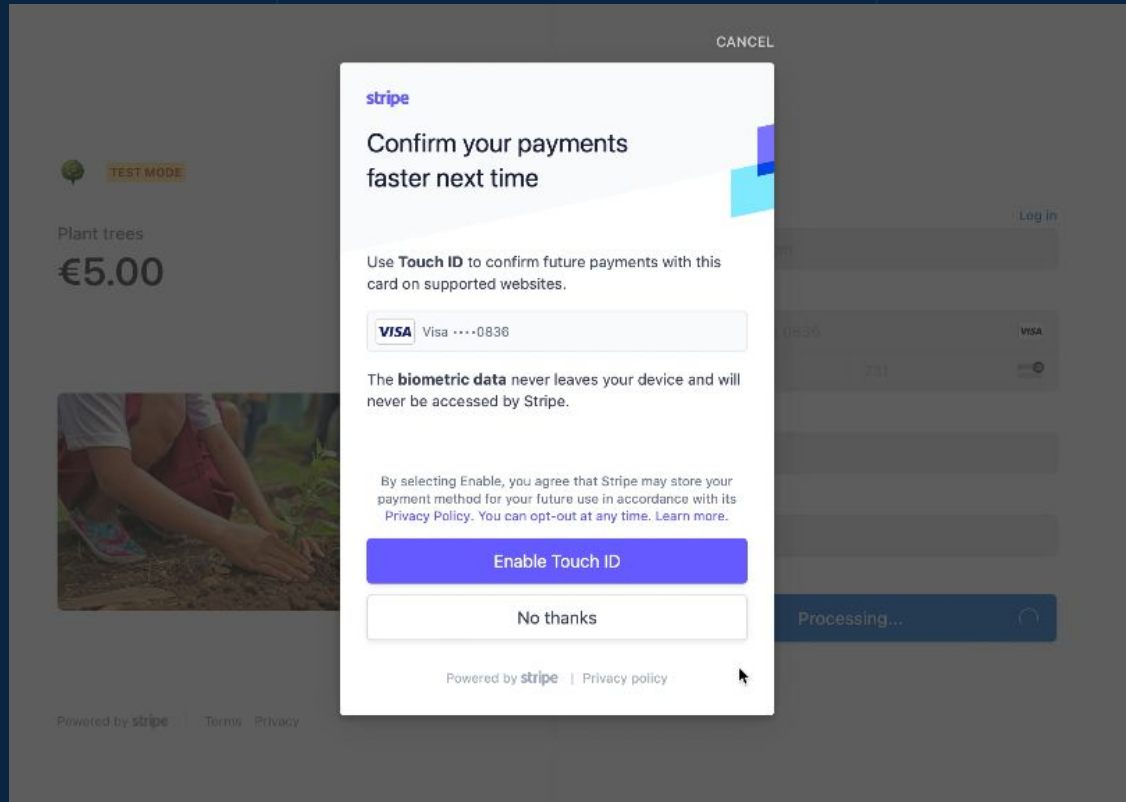 CANCEL
stripe
Confirm your payments
faster next time
TEST MODE
Plant trees
€5.00
Log in
Use Touch ID to confirm future payments with this
card on supported websites.
VISA Visa ····0836
0836
VISA
231
The biometric data never leaves your device and will
never be accessed by Stripe.
By selecting Enable, you agree that Stripe may store your
payment method for your future use in accordance with its
Privacy Policy. You can opt-out at any time. Learn more.
Enable Touch ID
No thanks
Processing...
Powered by stripe | Privacy policy
Powered by stripe | Terms Privacy